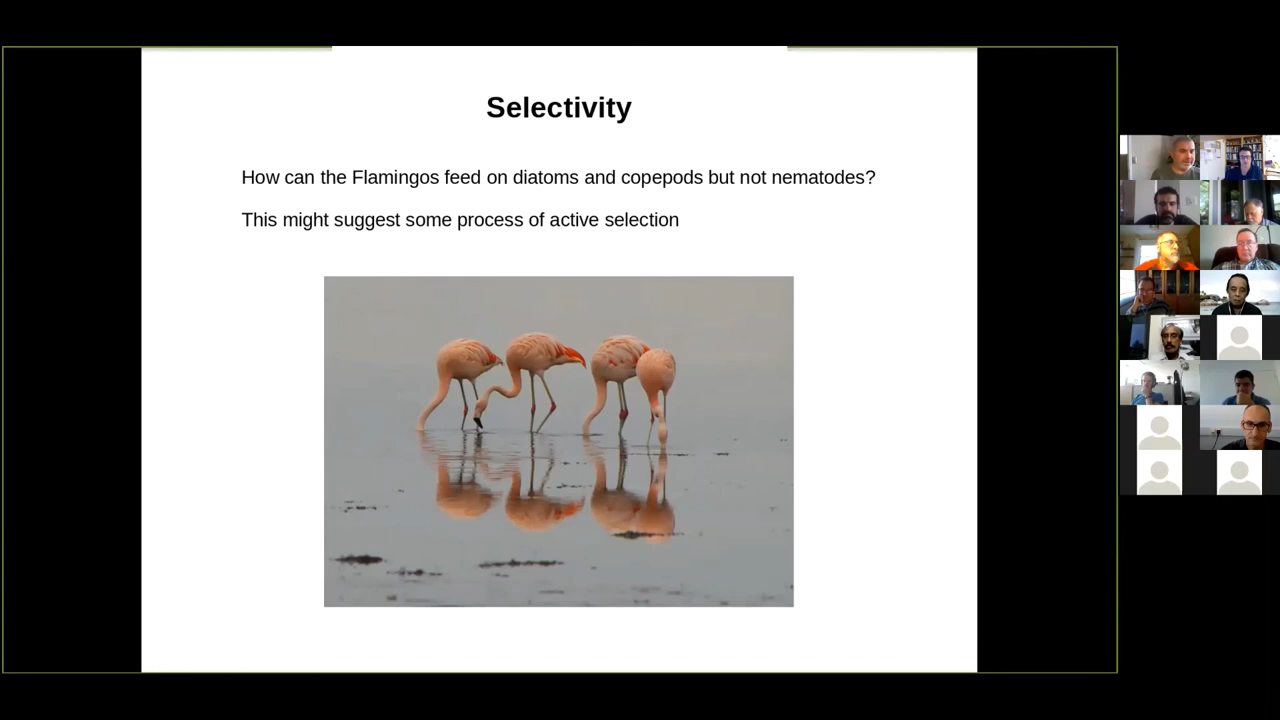 Selectivity
How can the Flamingos feed on diatoms and copepods but not nematodes?
This might suggest some process of active selection